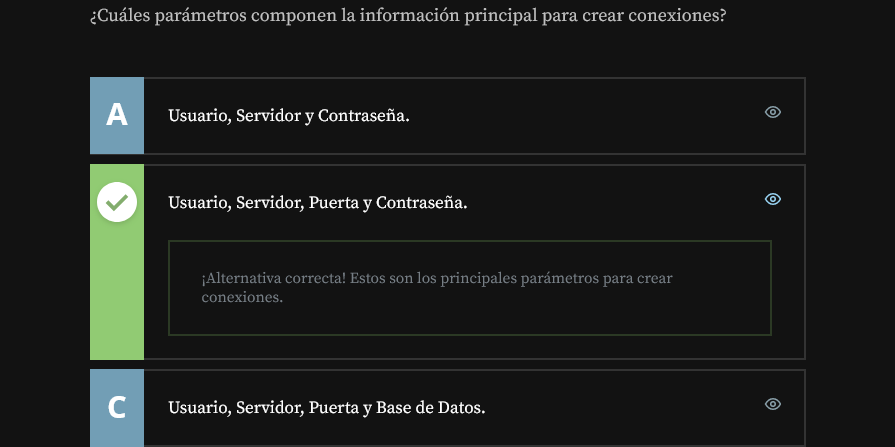 ¿Cuáles parámetros componen la información principal para crear conexiones?
A
Usuario, Servidor y Contraseña.
Usuario, Servidor, Puerta y Contraseña.
¡Alternativa correcta! Estos son los principales parámetros para crear
conexiones.
C
Usuario, Servidor, Puerta y Base de Datos.